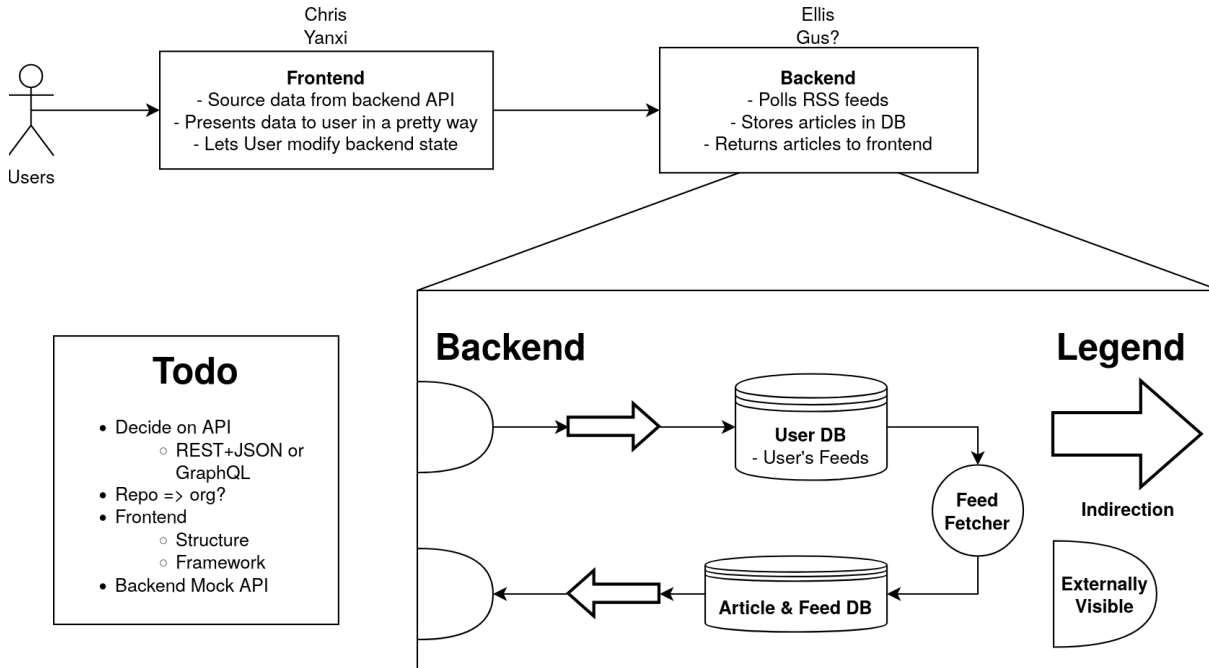 Chris
Yanxi
Ellis
Gus?
Users
Frontend
- Source data from backend API
- Presents data to user in a pretty way
- Lets User modify backend state
Backend
- Polls RSS feeds
- Stores articles in DB
- Returns articles to frontend
Todo
• Decide on API
○ REST+JSON or
GraphQL
• Repo => org?
• Frontend
○ Structure
○ Framework
• Backend Mock API
Backend
User DB
- User's Feeds
Feed
Fetcher
Article & Feed DB
Legend
Indirection
Externally
Visible